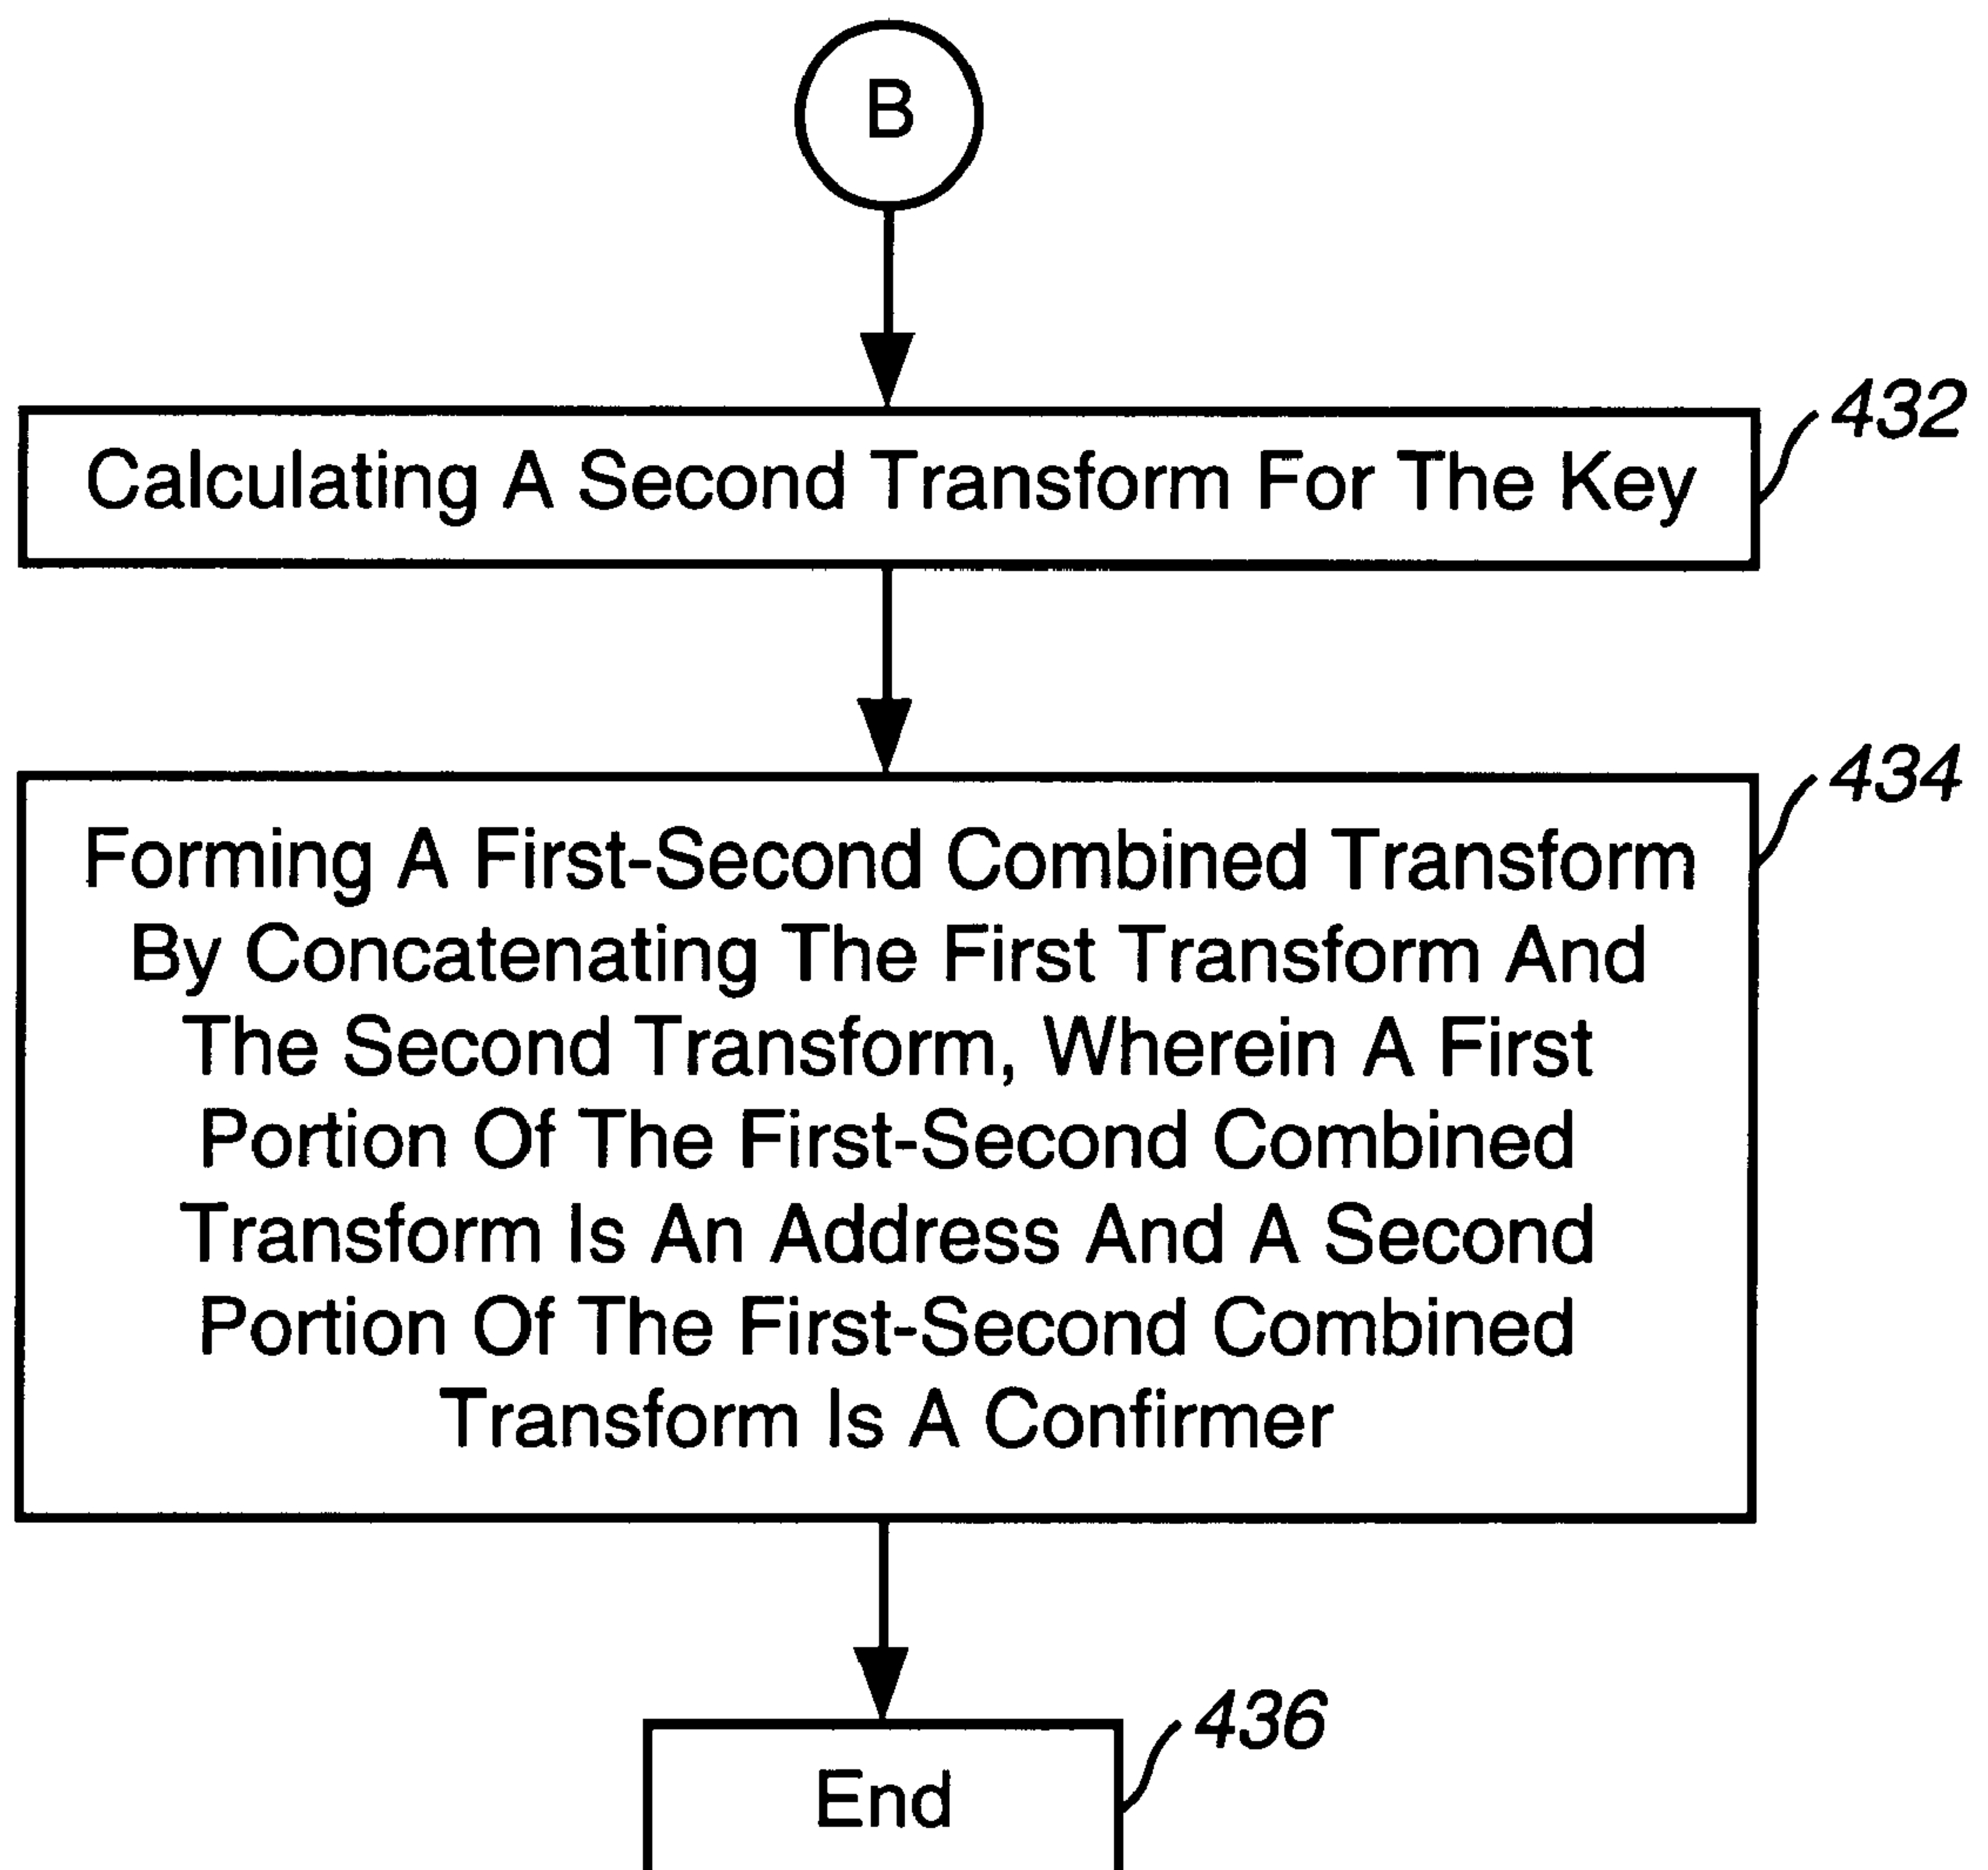 B
432
Calculating A Second Transform For The Key
434
Forming A First-Second Combined Transform
By Concatenating The First Transform And
The Second Transform, Wherein A First
Portion Of The First-Second Combined
Transform Is An Address And A Second
Portion Of The First-Second Combined
Transform Is A Confirmer
436
End